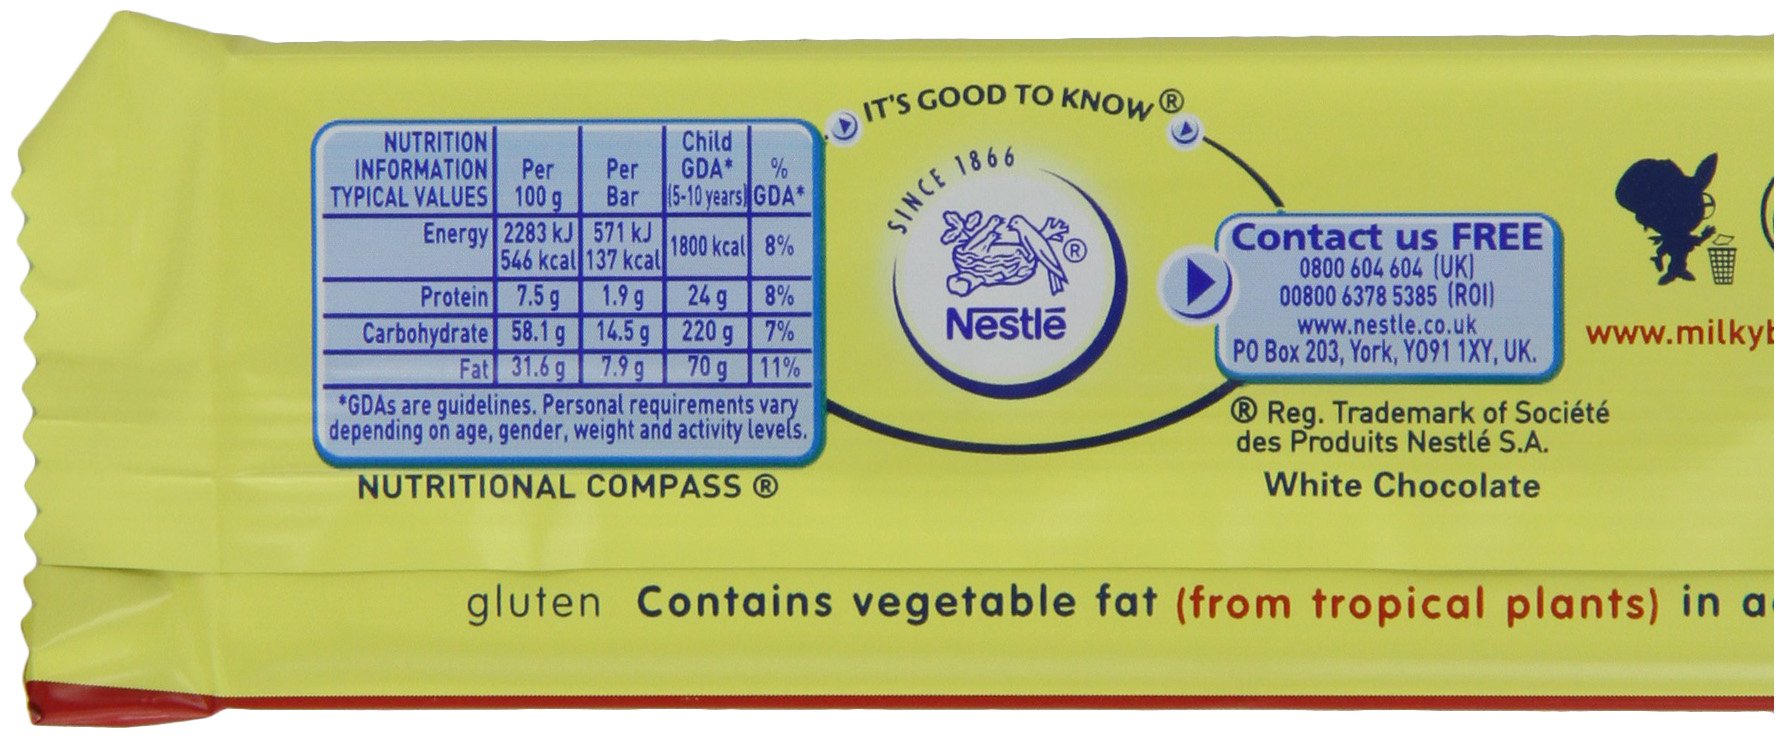 IT'S GOOD TO KNOW ®
NUTRITION INFORMATION TYPICAL VALUES Per 100 g Per Bar Child GDA* (5-10 years) % GDA*
Energy 2283 kJ 546 kcal 571 kJ 137 kcal 1800 kcal 8%
Protein 7.5 g 1.9 g 24 g 8%
Carbohydrate 58.1 g 14.5 g 220 g 7%
Fat 31.6 g 7.9 g 70 g 11%
*GDAs are guidelines. Personal requirements vary
depending on age, gender, weight and activity levels.
NUTRITIONAL COMPASS ®
SINCE 1866
®
Nestlé
Contact us FREE
0800 604 604 (UK)
00800 6378 5385 (ROI)
www.nestle.co.uk
PO Box 203, York, YO91 1XY, UK.
® Reg. Trademark of Société
des Produits Nestlé S.A.
White Chocolate
www.milkyb
gluten Contains vegetable fat (from tropical plants) in a